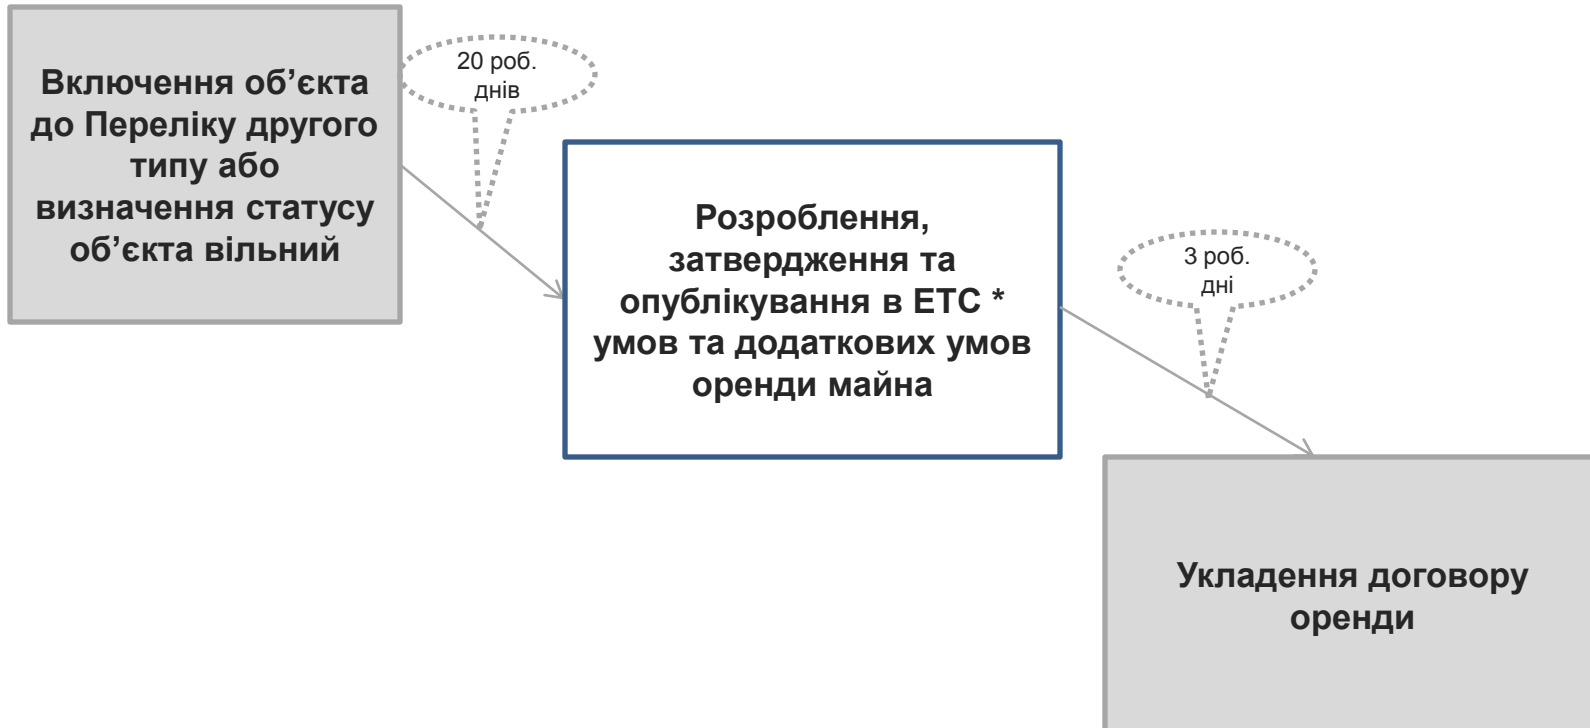 Включення об’єкта
до Переліку другого
типу або
визначення статусу
об’єкта вільний
20 роб.
днів
Розроблення,
затвердження та
опублікування в ЕТС *
умов та додаткових умов
оренди майна
3 роб.
дні
Укладення договору
оренди